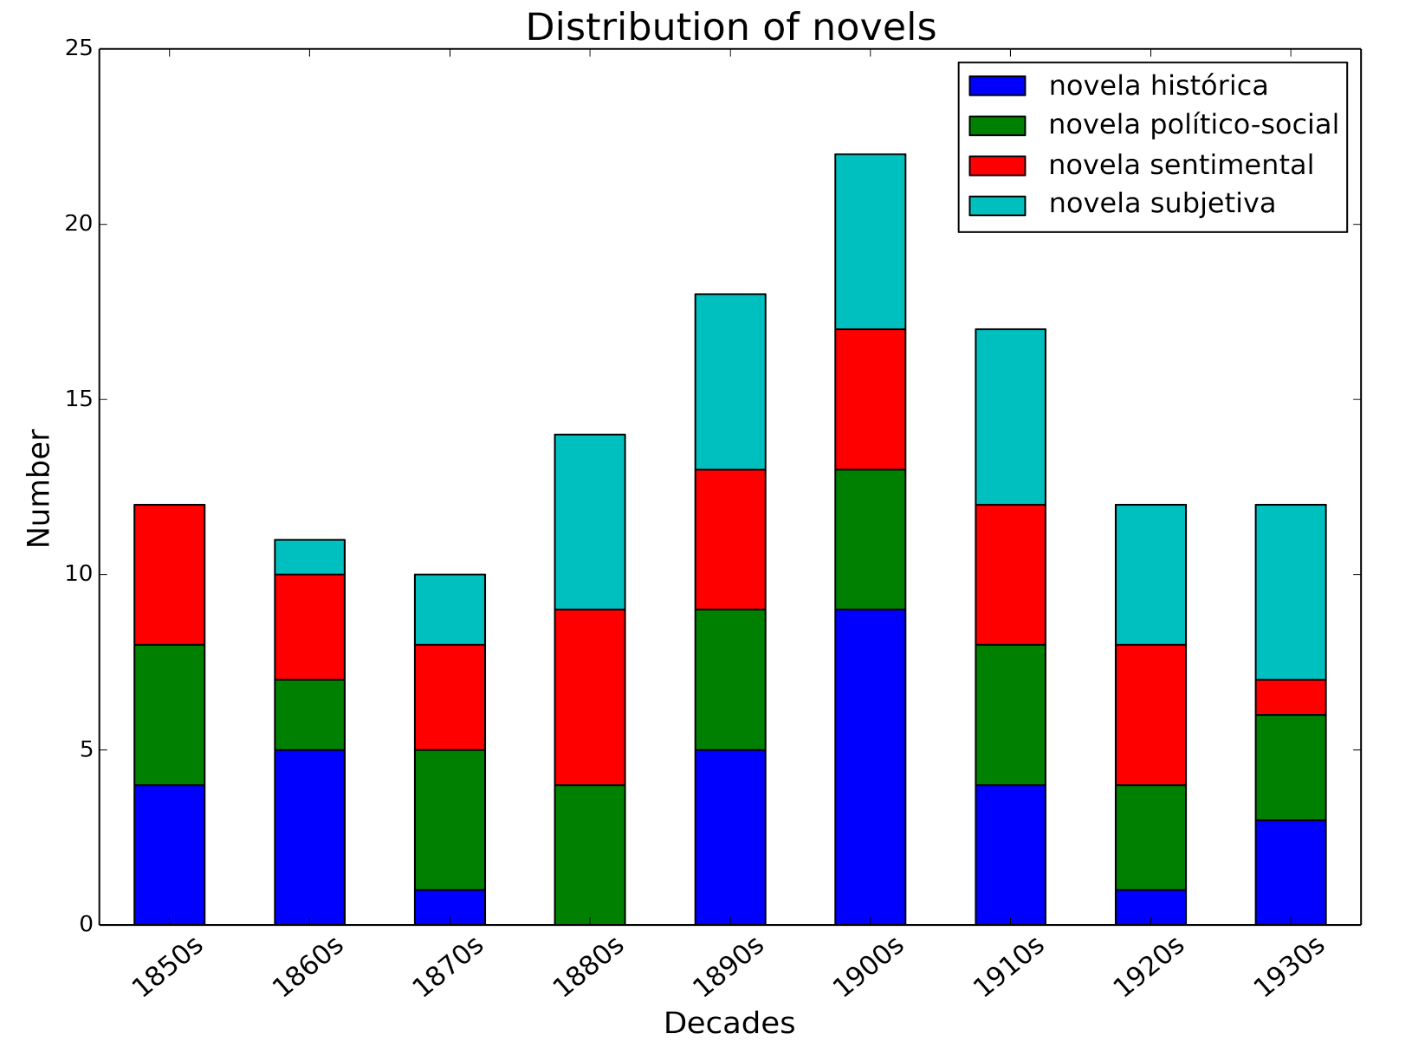 Distribution of novels
25
20
15
10
5
0
Number
novela histórica
novela político-social
novela sentimental
novela subjetiva
1850s
1860s
1870s
1880s
1890s
1900s
1910s
1920s
1930s
Decades